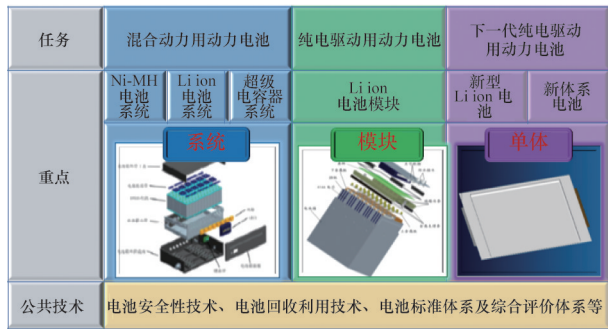 任务
混合动力用动力电池
纯电驱动用动力电池
下一代纯电驱动
用动力电池
重点
Ni-MH
电池
系统
Li ion
电池
系统
超级
电容器
系统
Li ion
电池模块
新型
Li ion 电
池
新体系
电池
系统
模块
单体
公共技术
电池安全性技术、电池回收利用技术、电池标准体系及综合评价体系等